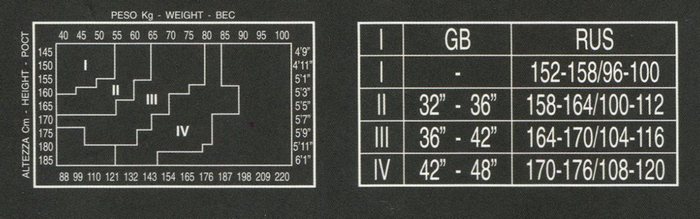 PESO Kg - WEIGHT - ВЕС
40 45 50 55 60 65 70 75 80 85 90 95 100
ALTEZZA Cm - HEIGHT - РОСТ
145 4'9"
150 4'11"
155 5'1"
160 5'3"
165 5'5"
170 5'7"
175 5'9"
180 5'11"
185 6'1"
I
II
III
IV
88 99 110 121 132 143 154 165 176 187 198 209 220
I GB RUS
I - 152-158/96-100
II 32” - 36” 158-164/100-112
III 36” - 42” 164-170/104-116
IV 42” - 48” 170-176/108-120